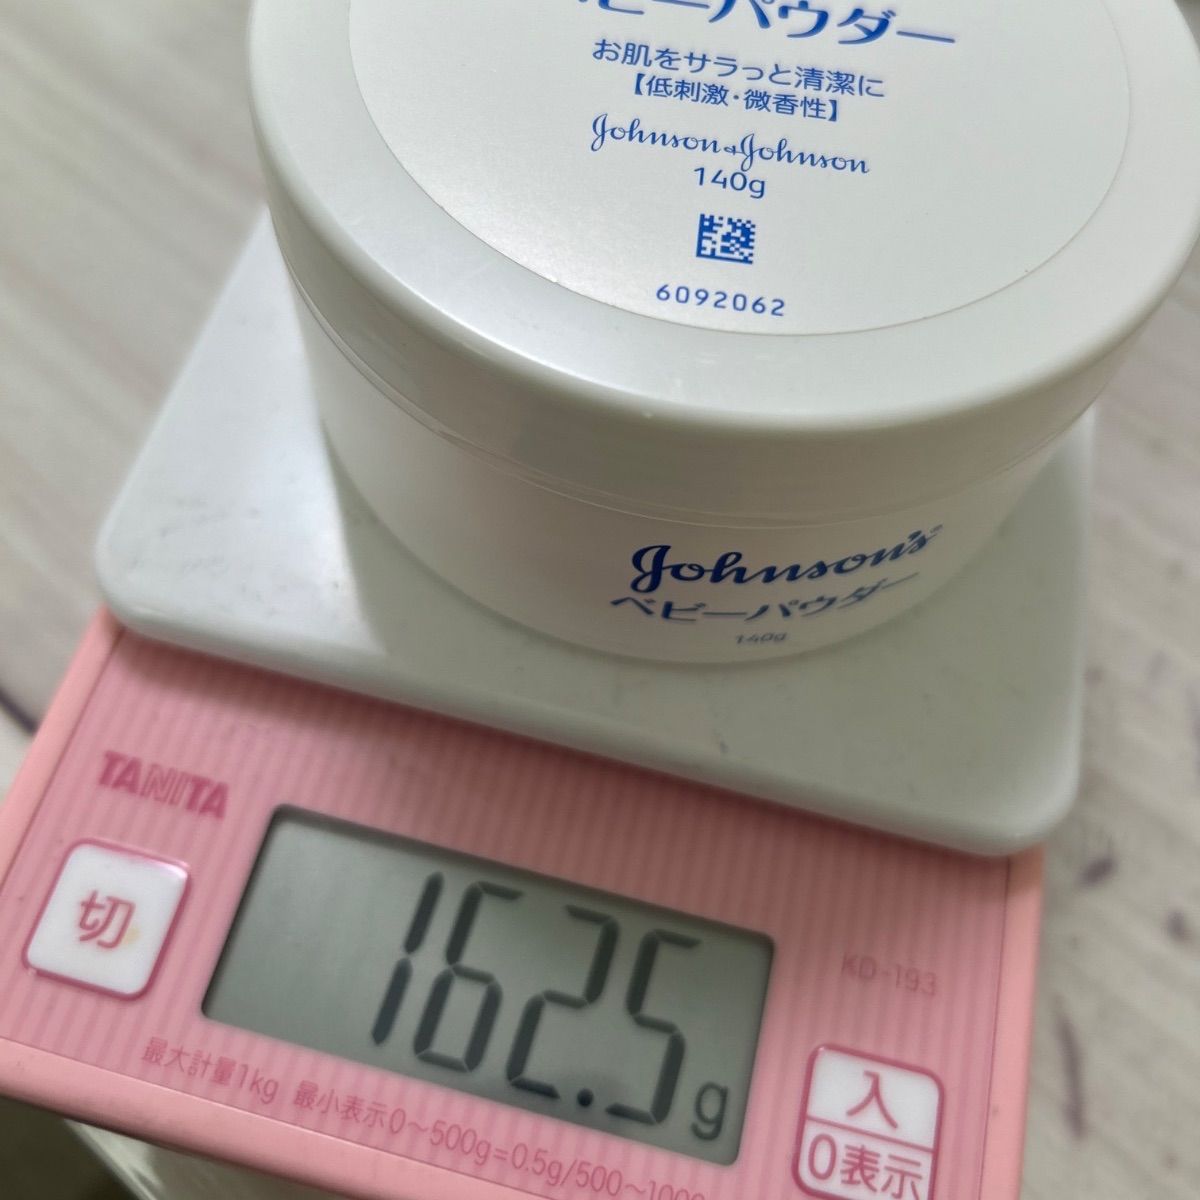 ベビーパウダー
お肌をサラっと清潔に
【低刺激・微香性】
Johnson & Johnson
140g
6092062
Johnson's®
ベビーパウダー
140g
TANITA
切
162.5g
KD-193
最大計量1kg 最小表示0〜500g=0.5g/500〜1000
入
0表示